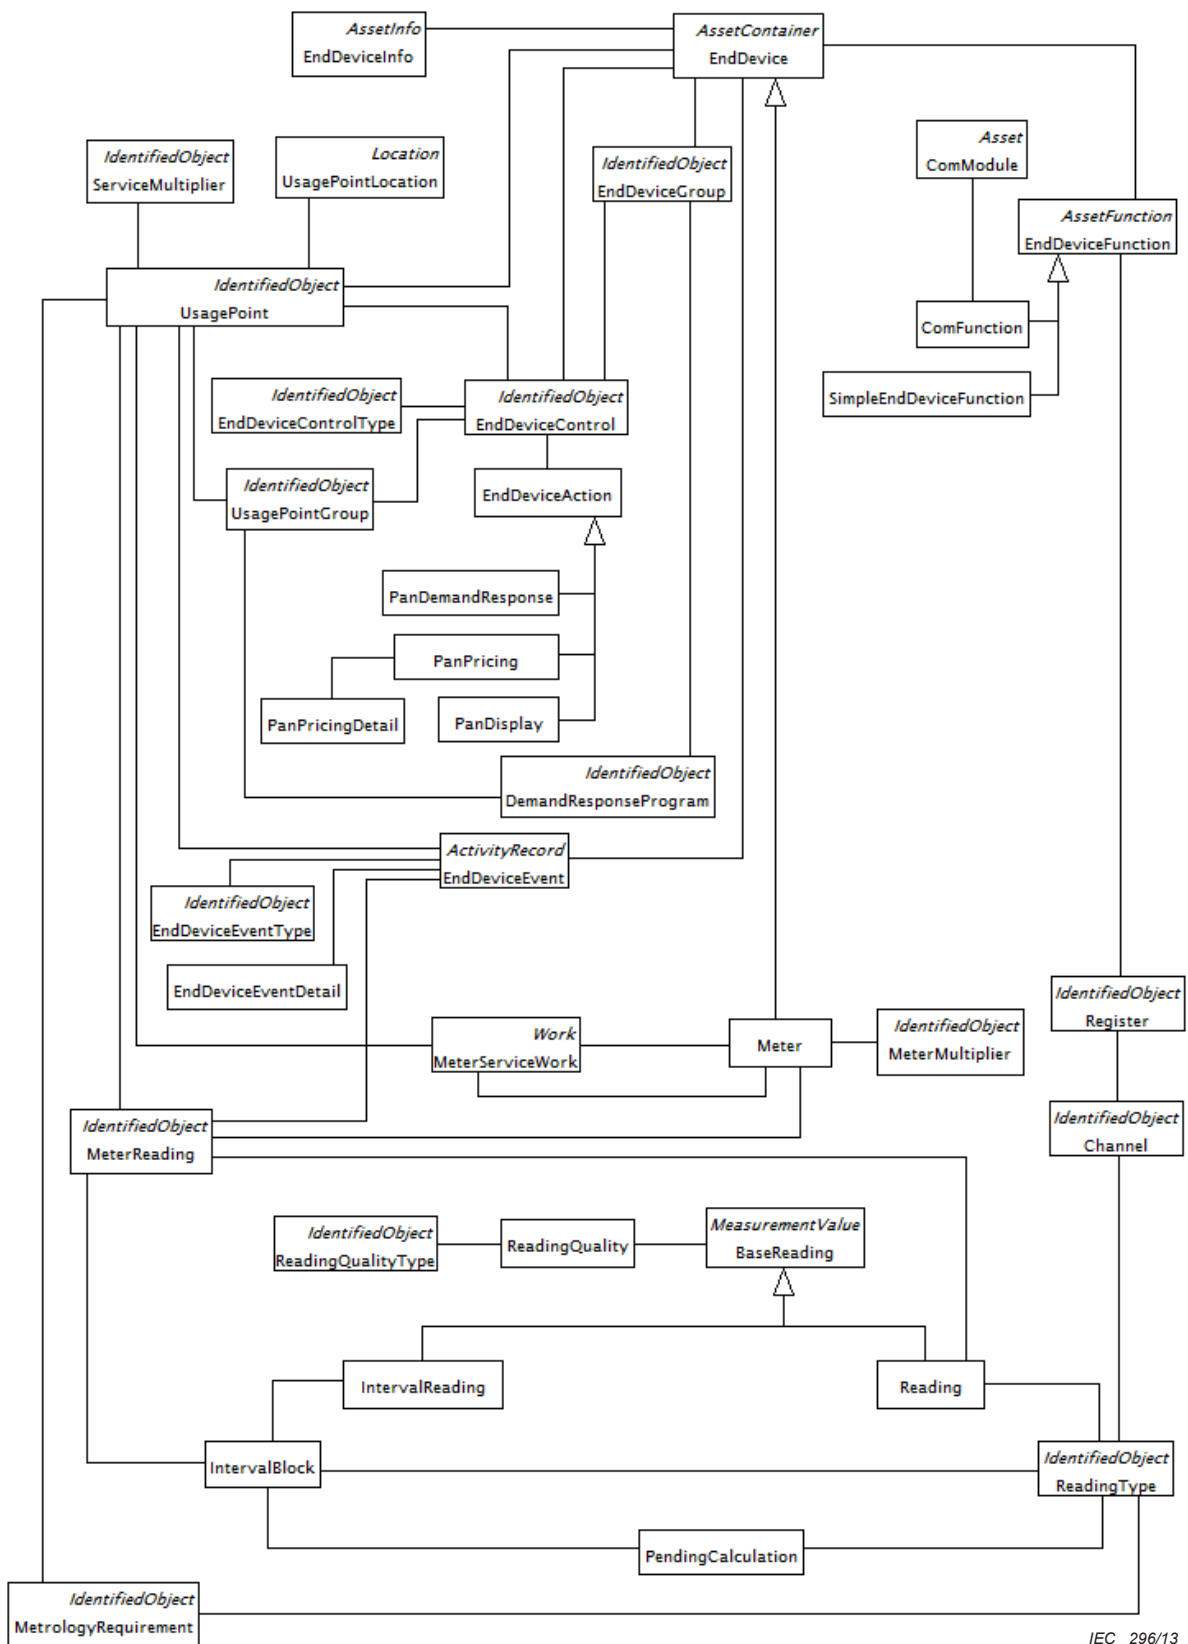 AssetInfo
EndDeviceInfo
AssetContainer
EndDevice
IdentifiedObject
ServiceMultiplier
Location
UsagePointLocation
IdentifiedObject
EndDeviceGroup
Asset
ComModule
AssetFunction
EndDeviceFunction
IdentifiedObject
UsagePoint
ComFunction
SimpleEndDeviceFunction
IdentifiedObject
EndDeviceControlType
IdentifiedObject
EndDeviceControl
IdentifiedObject
UsagePointGroup
EndDeviceAction
PanDemandResponse
PanPricing
PanPricingDetail
PanDisplay
IdentifiedObject
DemandResponseProgram
ActivityRecord
EndDeviceEvent
IdentifiedObject
EndDeviceEventType
EndDeviceEventDetail
IdentifiedObject
Register
Work
MeterServiceWork
Meter
IdentifiedObject
MeterMultiplier
IdentifiedObject
MeterReading
IdentifiedObject
Channel
IdentifiedObject
ReadingQualityType
ReadingQuality
MeasurementValue
BaseReading
IntervalReading
Reading
IntervalBlock
IdentifiedObject
ReadingType
PendingCalculation
IdentifiedObject
MetrologyRequirement
IEC 296/13